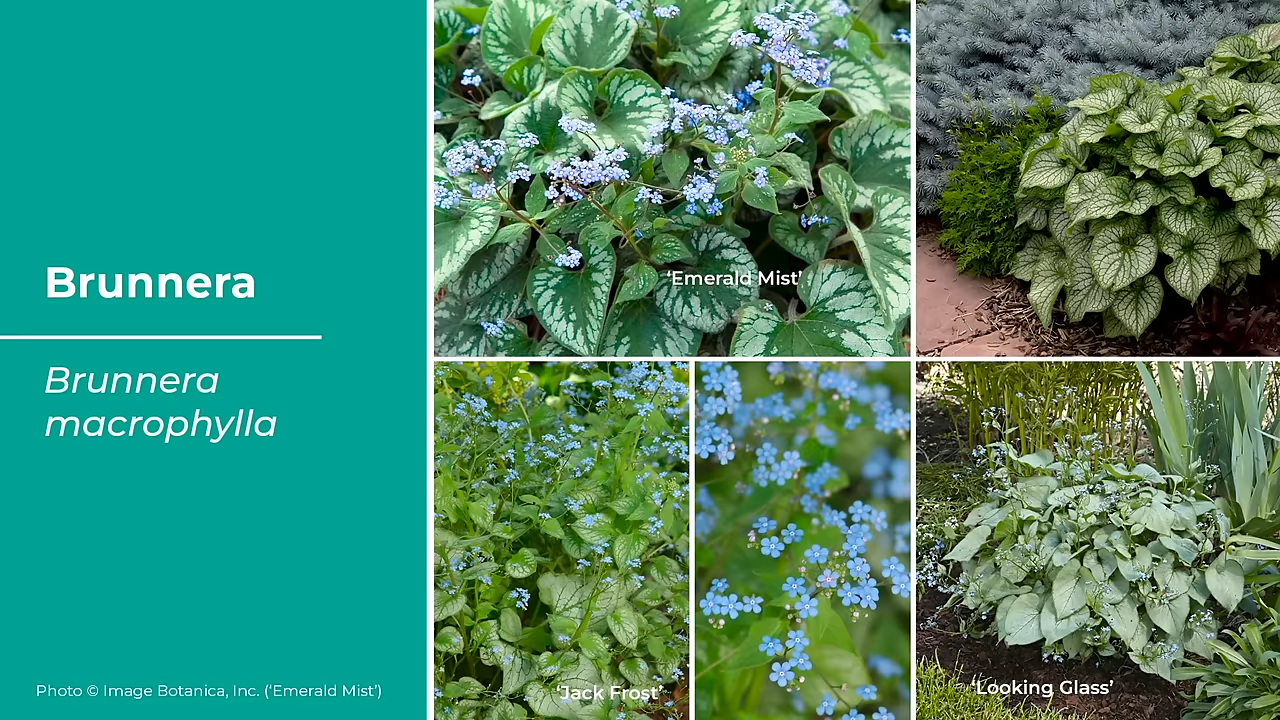 Brunnera
Brunnera
macrophylla
Photo © Image Botanica, Inc. (‘Emerald Mist’)
‘Emerald Mist’
‘Jack Frost’
‘Looking Glass’